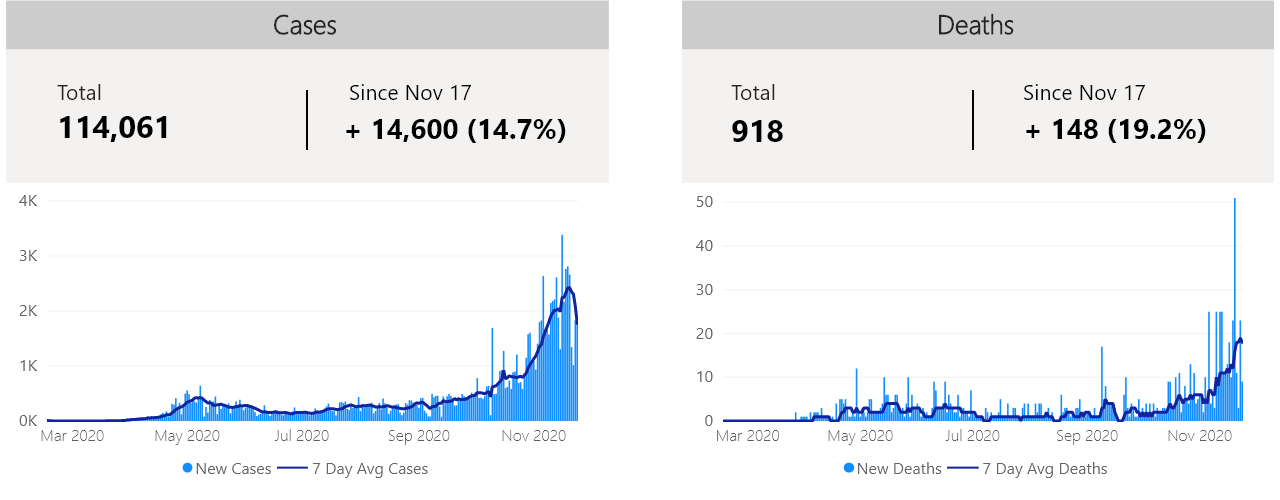 Cases
Total
114,061
Since Nov 17
+ 14,600 (14.7%)
4K
3K
2K
1K
0K
Mar 2020 May 2020 Jul 2020 Sep 2020 Nov 2020
New Cases 7 Day Avg Cases
Deaths
Total
918
Since Nov 17
+ 148 (19.2%)
50
40
30
20
10
0
Mar 2020 May 2020 Jul 2020 Sep 2020 Nov 2020
New Deaths 7 Day Avg Deaths